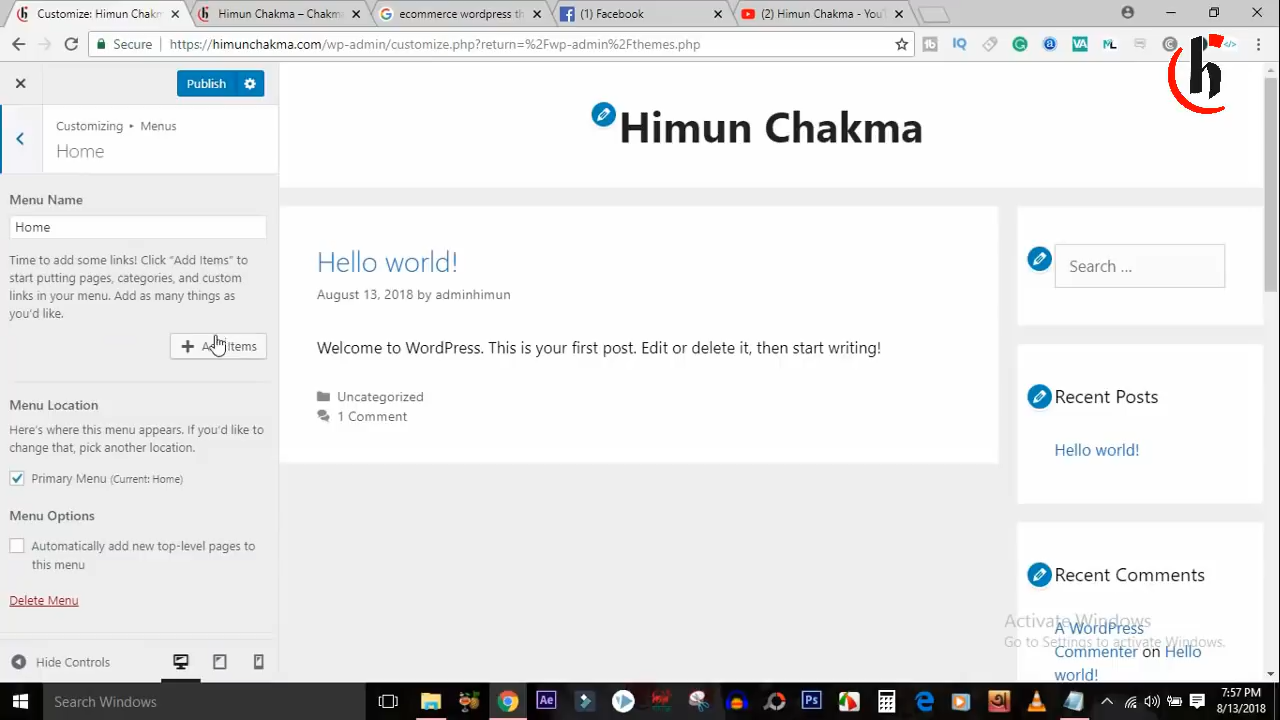 Customize: Himun Chakma
Himun Chakma – Chakm
ecommerce wordpress th
(1) Facebook
(2) Himun Chakma - You
Secure
https://himunchakma.com/wp-admin/customize.php?return=%2Fwp-admin%2Fthemes.php
Publish
Customizing ▸ Menus
Home
Menu Name
Home
Time to add some links! Click “Add Items” to
start putting pages, categories, and custom
links in your menu. Add as many things as
you’d like.
Add Items
Menu Location
Here’s where this menu appears. If you’d like to
change that, pick another location.
Primary Menu (Current: Home)
Menu Options
Automatically add new top-level pages to
this menu
Delete Menu
Hide Controls
Himun Chakma
Hello world!
August 13, 2018 by adminhimun
Welcome to WordPress. This is your first post. Edit or delete it, then start writing!
Uncategorized
1 Comment
Search ...
Recent Posts
Hello world!
Recent Comments
A WordPress
Commenter on Hello
world!
Activate Windows
Go to Settings to activate Windows.
Search Windows
7:57 PM
8/13/2018